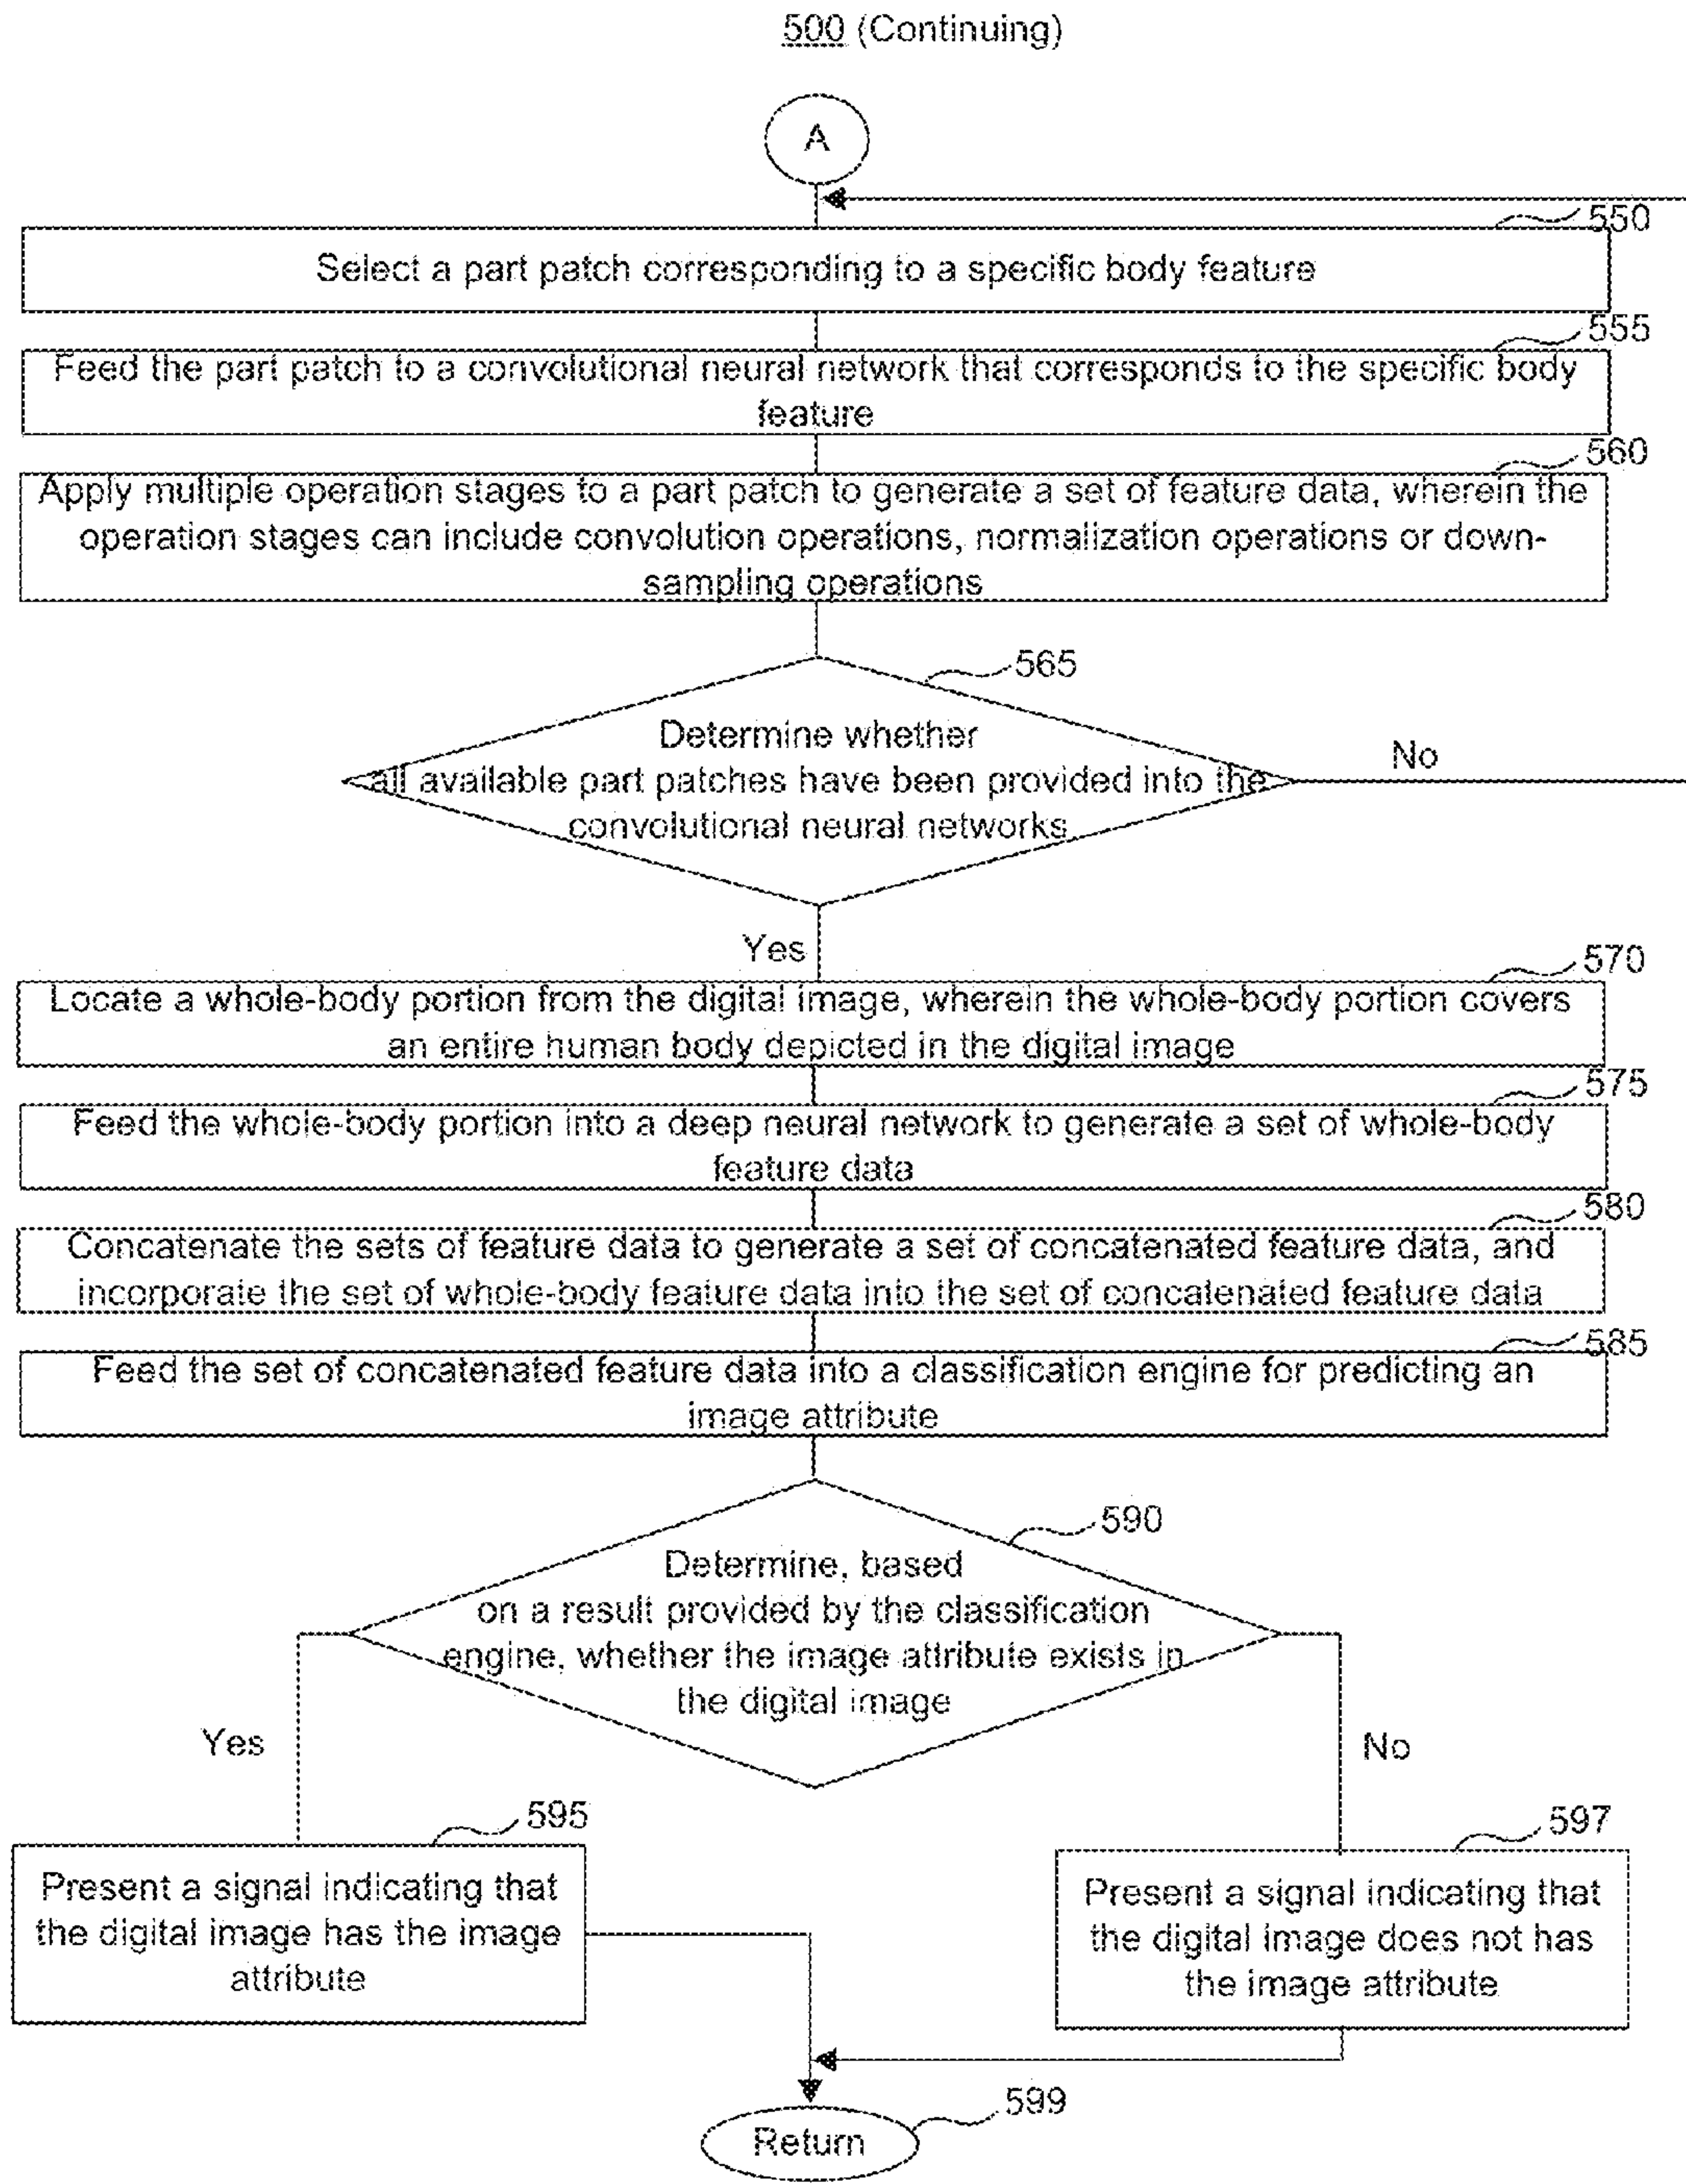 500 (Continuing)
A
550
Select a part patch corresponding to a specific body feature
555
Feed the part patch to a convolutional neural network that corresponds to the specific body
feature
560
Apply multiple operation stages to a part patch to generate a set of feature data, wherein the
operation stages can include convolution operations, normalization operations or down-
sampling operations
565
Determine whether
all available part patches have been provided into the
convolutional neural networks
No
Yes
570
Locate a whole-body portion from the digital image, wherein the whole-body portion covers
an entire human body depicted in the digital image
575
Feed the whole-body portion into a deep neural network to generate a set of whole-body
feature data
580
Concatenate the sets of feature data to generate a set of concatenated feature data, and
incorporate the set of whole-body feature data into the set of concatenated feature data
585
Feed the set of concatenated feature data into a classification engine for predicting an
image attribute
590
Determine, based
on a result provided by the classification
engine, whether the image attribute exists in
the digital image
Yes
No
595
Present a signal indicating that
the digital image has the image
attribute
597
Present a signal indicating that
the digital image does not has
the image attribute
599
Return